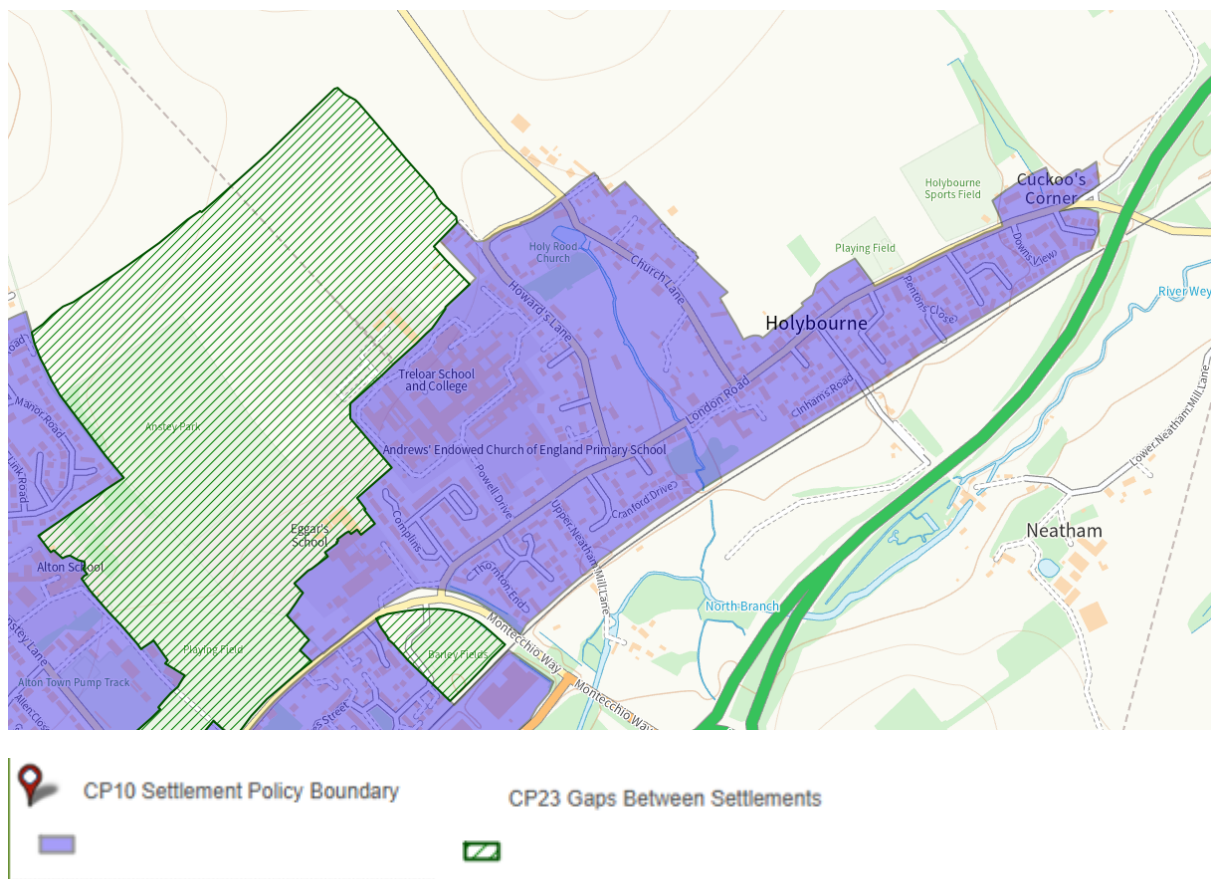 Cuckoo's
Corner
Holybourne
Sports Field
Playing Field
Downs View
River Wey
Holy Rood
Church
Church Lane
Howard's Lane
Pentons Close
Holybourne
Treloar School
and College
London Road
Inhams Road
Lower Neatham Mill Lane
Road
Manor Road
Anstey Park
Andrews' Endowed Church of England Primary School
Powell Drive
Cranford Drive
Upper Neatham Mill Lane
Complins
Eggar's
School
Neatham
Alton School
Thornton End
North Branch
Playing Field
Barley Fields
Montecchio Way
Montecchio Way
Alton Town Pump Track
Allen Close
CP10 Settlement Policy Boundary
CP23 Gaps Between Settlements